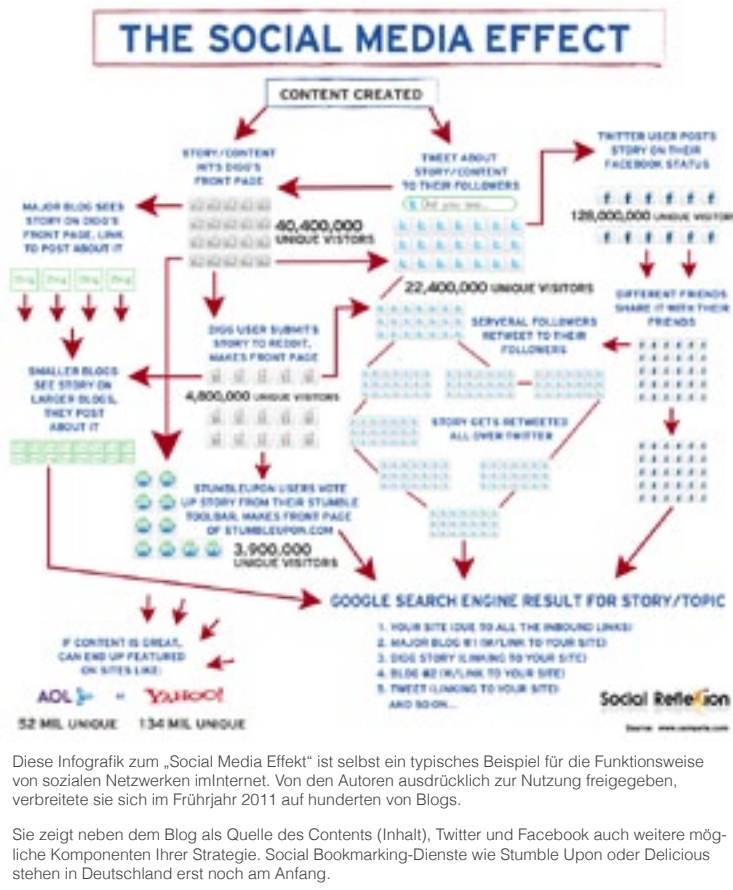 THE SOCIAL MEDIA EFFECT
CONTENT CREATED
STORY/CONTENT
HITS DIGG'S
FRONT PAGE
TWEET ABOUT
STORY/CONTENT
TO THEIR FOLLOWERS
Did you see...
TWITTER USER POSTS
STORY ON THEIR
FACEBOOK STATUS
MAJOR BLOG SEES
STORY ON DIGG'S
FRONT PAGE, LINK
TO POST ABOUT IT
40,400,000
UNIQUE VISTORS
128,000,000 UNIQUE VISITORS
22,400,000 UNIQUE VISITORS
DIGG USER SUBMITS
STORY TO REDDIT,
MAKES FRONT PAGE
SERVERAL FOLLOWERS
RETWEET TO THEIR
FOLLOWERS
DIFFERENT FRIENDS
SHARE IT WITH THEIR
FRIENDS
SMALLER BLOGS
SEE STORY ON
LARGER BLOGS,
THEY POST
ABOUT IT
4,800,000 UNIQUE VISITORS
STORY GETS RETWEETED
ALL OVER TWITTER
STUMBLEUPON USERS VOTE
UP STORY FROM THEIR STUMBLE
TOOLBAR, MAKES FRONT PAGE
OF STUMBLEUPON.COM
3,900,000
UNIQUE VISITORS
GOOGLE SEARCH ENGINE RESULT FOR STORY/TOPIC
1. YOUR SITE (DUE TO ALL THE INBOUND LINKS)
2. MAJOR BLOG #1 (W/LINK TO YOUR SITE)
3. DIGG STORY (LINKING TO YOUR SITE)
4. BLOG #2 (W/LINK TO YOUR SITE)
5. TWEET (LINKING TO YOUR SITE)
AND SO ON...
IF CONTENT IS GREAT,
CAN END UP FEATURED
ON SITES LIKE:
AOL or YAHOO!
52 MIL UNIQUE 134 MIL UNIQUE
Social Reflexion
Source: www.compete.com
Diese Infografik zum „Social Media Effekt“ ist selbst ein typisches Beispiel für die Funktionsweise
von sozialen Netzwerken imInternet. Von den Autoren ausdrücklich zur Nutzung freigegeben,
verbreitete sie sich im Frührjahr 2011 auf hunderten von Blogs.
Sie zeigt neben dem Blog als Quelle des Contents (Inhalt), Twitter und Facebook auch weitere mög-
liche Komponenten Ihrer Strategie. Social Bookmarking-Dienste wie Stumble Upon oder Delicious
stehen in Deutschland erst noch am Anfang.